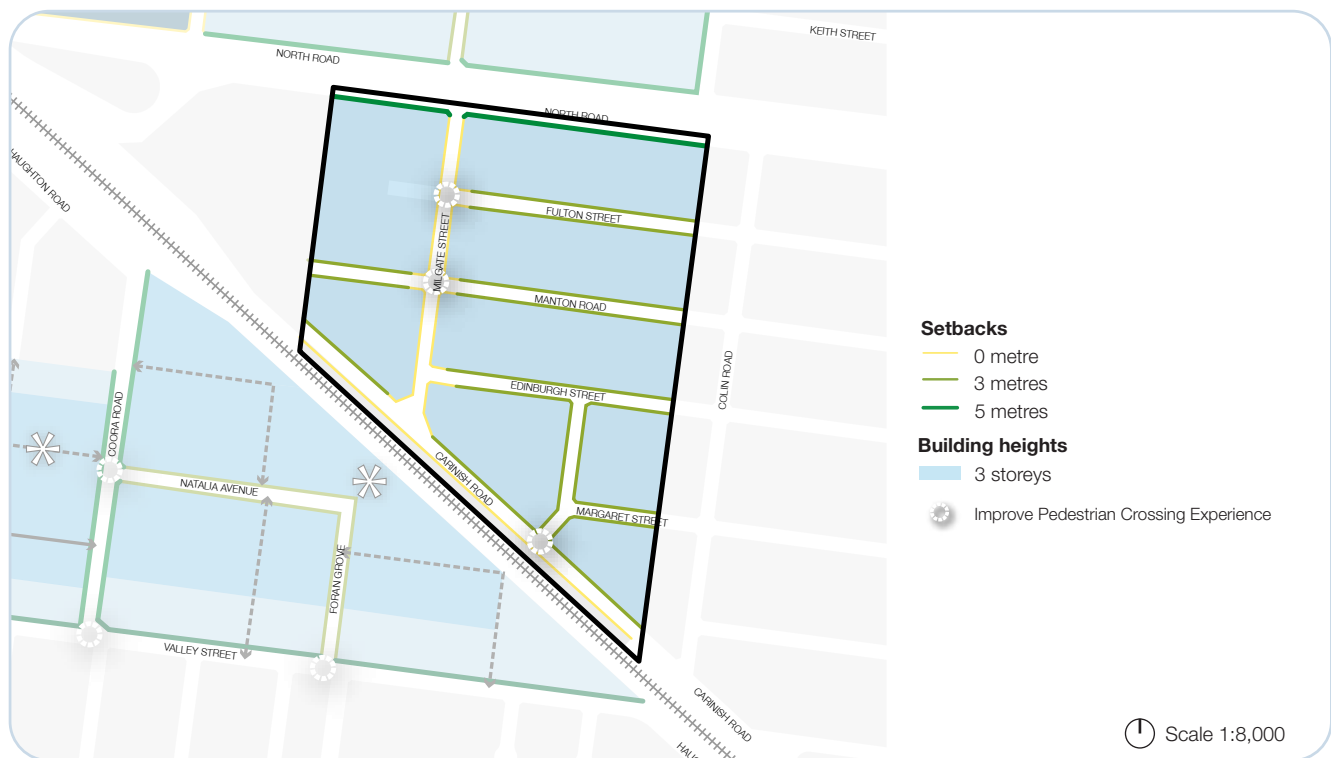 KEITH STREET
NORTH ROAD
NORTH ROAD
HAUGHTON ROAD
FULTON STREET
MILGATE STREET
MANTON ROAD
COLIN ROAD
EDINBURGH STREET
COORA ROAD
CARINISH ROAD
NATALIA AVENUE
MARGARET STREET
FORAN GROVE
VALLEY STREET
CARINISH ROAD
HAUG
Setbacks
0 metre
3 metres
5 metres
Building heights
3 storeys
Improve Pedestrian Crossing Experience
Scale 1:8,000